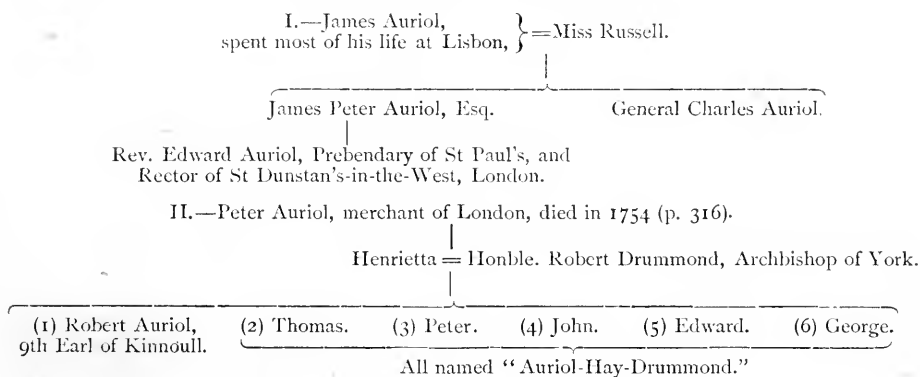 I.—James Auriol,
spent most of his life at Lisbon, } =Miss Russell.
James Peter Auriol, Esq. General Charles Auriol.
Rev. Edward Auriol, Prebendary of St Paul's, and
Rector of St Dunstan's-in-the-West, London.
II.—Peter Auriol, merchant of London, died in 1754 (p. 316).
Henrietta = Honble. Robert Drummond, Archbishop of York.
(1) Robert Auriol, (2) Thomas. (3) Peter. (4) John. (5) Edward. (6) George.
9th Earl of Kinnoull.
All named "Auriol-Hay-Drummond."